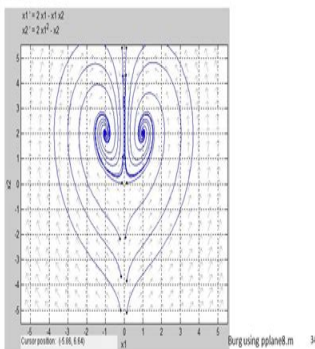 x1' = 2 x1 - x1 x2
x2' = 2 x1² - x2
5
4
3
2
1
0
-1
-2
-3
-4
-5
x2
-5 -4 -3 -2 -1 0 1 2 3 4 5
x1
Cursor position: (-5.86, 6.64)
Burg using pplane8.m 34